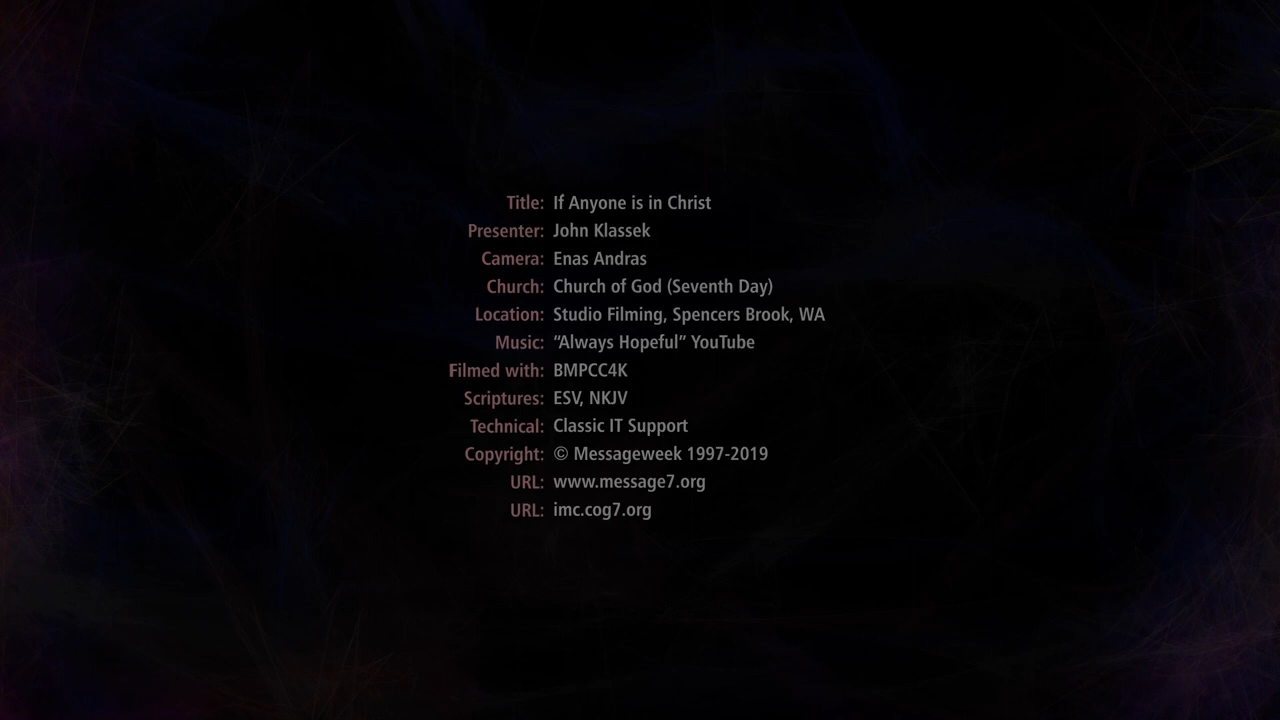 Title: If Anyone is in Christ
Presenter: John Klassek
Camera: Enas Andras
Church: Church of God (Seventh Day)
Location: Studio Filming, Spencers Brook, WA
Music: “Always Hopeful” YouTube
Filmed with: BMPCC4K
Scriptures: ESV, NKJV
Technical: Classic IT Support
Copyright: © Messageweek 1997-2019
URL: www.message7.org
URL: imc.cog7.org